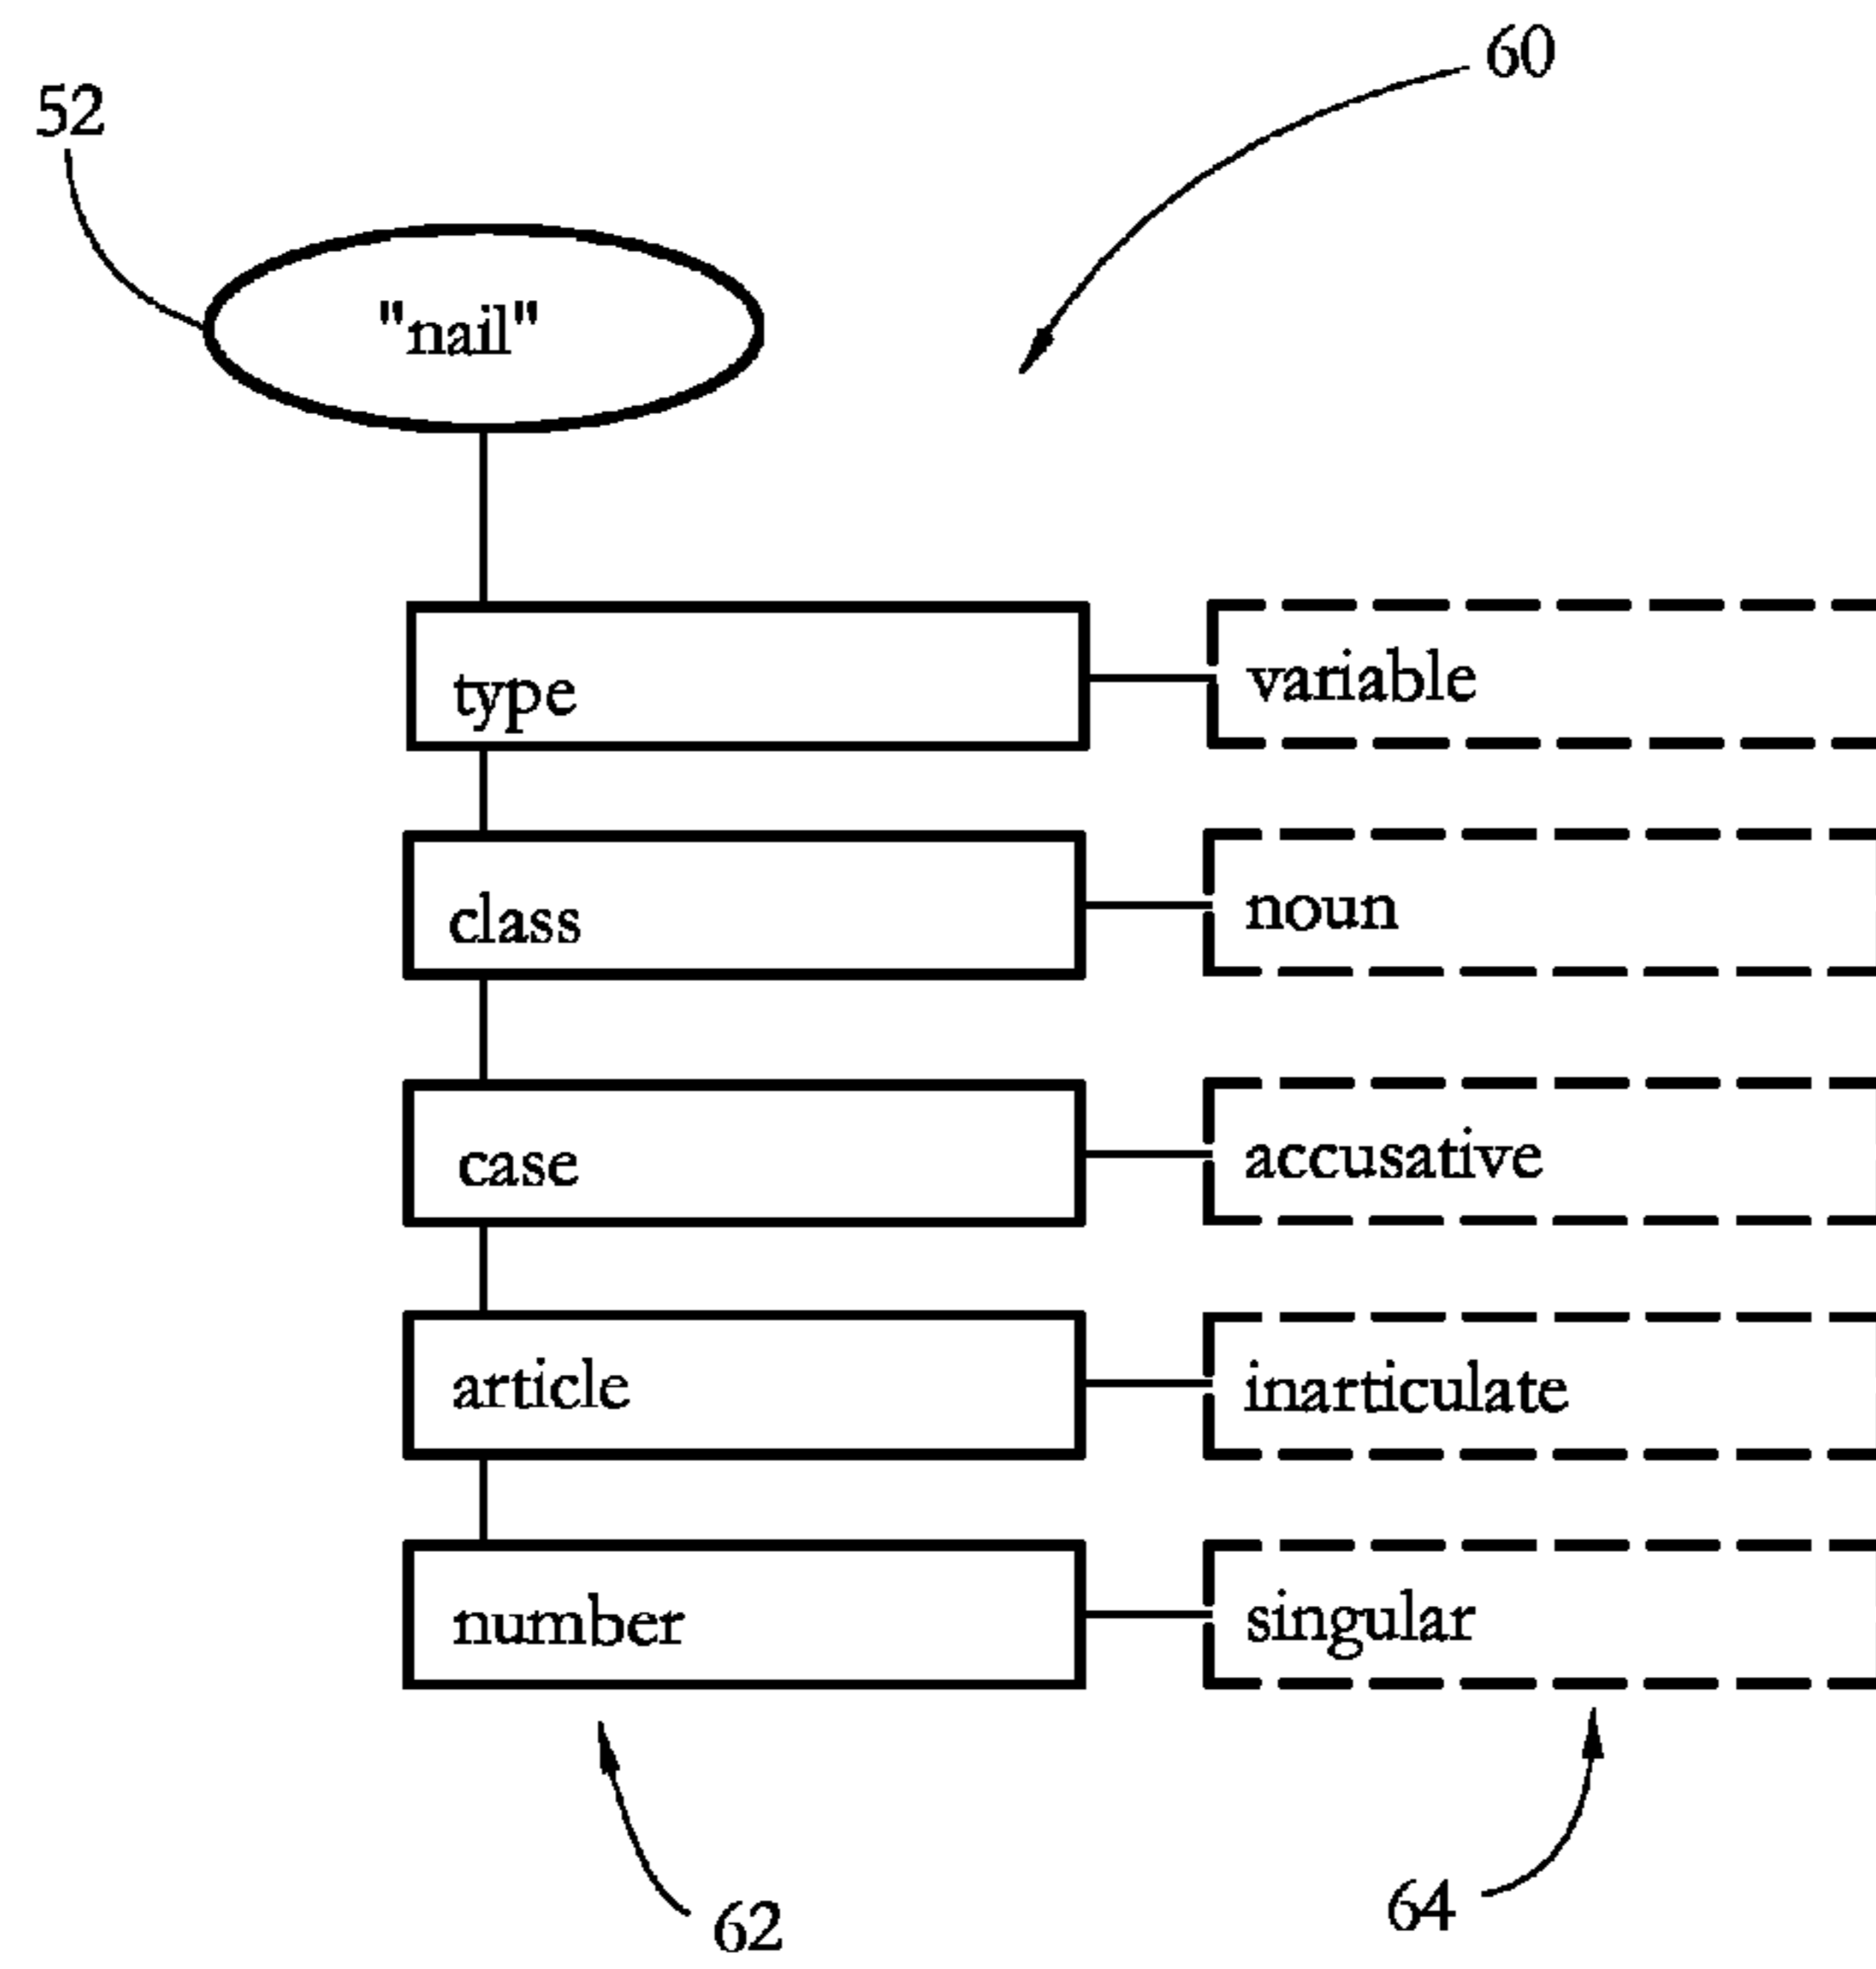 60
52
"nail"
type variable
class noun
case accusative
article inarticulate
number singular
62 64